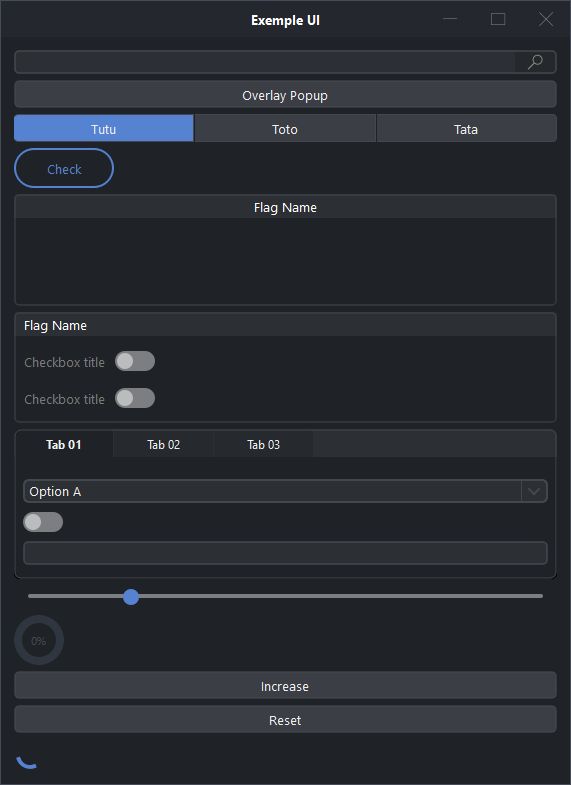 Exemple UI
Overlay Popup
Tutu Toto Tata
Check
Flag Name
Flag Name
Checkbox title
Checkbox title
Tab 01 Tab 02 Tab 03
Option A
0%
Increase
Reset